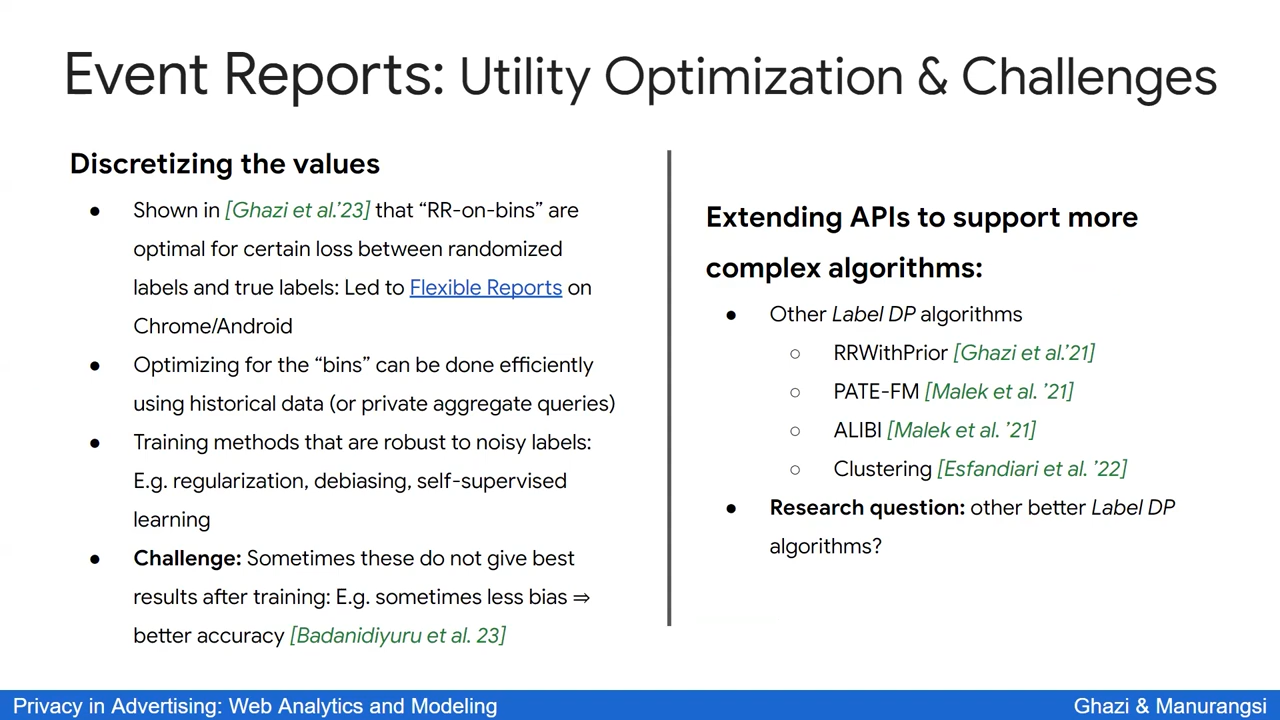 Event Reports: Utility Optimization & Challenges
Discretizing the values
● Shown in [Ghazi et al.’23] that “RR-on-bins” are
optimal for certain loss between randomized
labels and true labels: Led to Flexible Reports on
Chrome/Android
● Optimizing for the “bins” can be done efficiently
using historical data (or private aggregate queries)
● Training methods that are robust to noisy labels:
E.g. regularization, debiasing, self-supervised
learning
● Challenge: Sometimes these do not give best
results after training: E.g. sometimes less bias ⇒
better accuracy [Badanidiyuru et al. 23]
Extending APIs to support more
complex algorithms:
● Other Label DP algorithms
○ RRWithPrior [Ghazi et al.’21]
○ PATE-FM [Malek et al. ’21]
○ ALIBI [Malek et al. ’21]
○ Clustering [Esfandiari et al. ’22]
● Research question: other better Label DP
algorithms?
Privacy in Advertising: Web Analytics and Modeling
Ghazi & Manurangsi